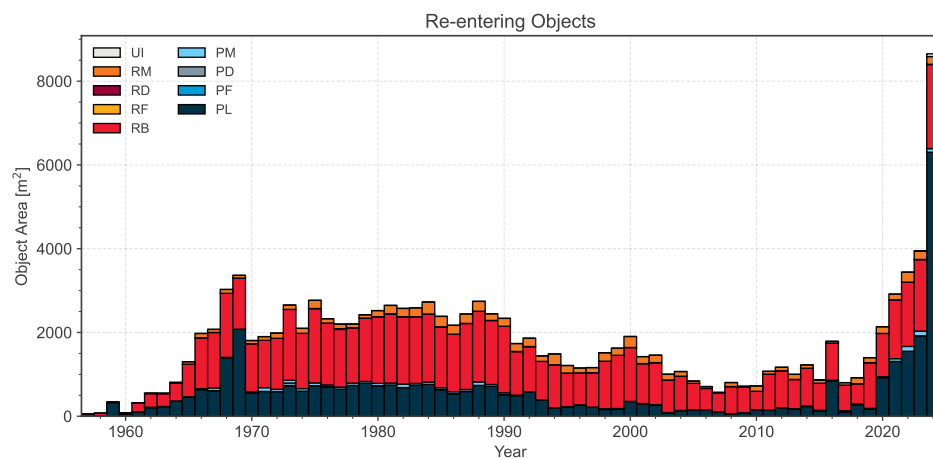 Re-entering Objects
UI
RM
RD
RF
RB
PM
PD
PF
PL
8000
6000
4000
2000
0
Object Area [m²]
1960 1970 1980 1990 2000 2010 2020
Year